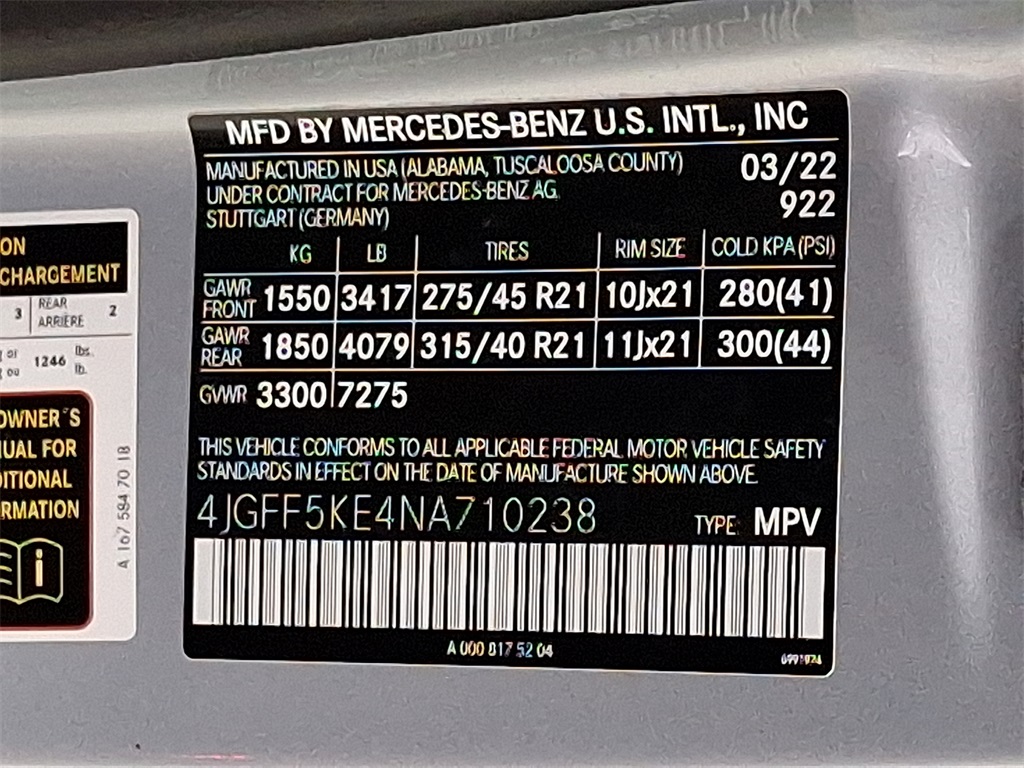 MFD BY MERCEDES-BENZ U.S. INTL., INC
MANUFACTURED IN USA (ALABAMA, TUSCALOOSA COUNTY) 03/22
UNDER CONTRACT FOR MERCEDES-BENZ AG. 922
STUTTGART (GERMANY)
KG LB TIRES RIM SIZE COLD KPA (PSI)
GAWR FRONT 1550 3417 275/45 R21 10Jx21 280(41)
GAWR REAR 1850 4079 315/40 R21 11Jx21 300(44)
GVWR 3300 7275
THIS VEHICLE CONFORMS TO ALL APPLICABLE FEDERAL MOTOR VEHICLE SAFETY
STANDARDS IN EFFECT ON THE DATE OF MANUFACTURE SHOWN ABOVE.
4JGFF5KE4NA710238 TYPE: MPV
A 000 817 52 04
ON
CHARGEMENT
3 REAR 2
ARRIÈRE
or 1246 lbs.
ou lb.
OWNER'S
UAL FOR
DITIONAL
RMATION
i
A 167 584 70 18